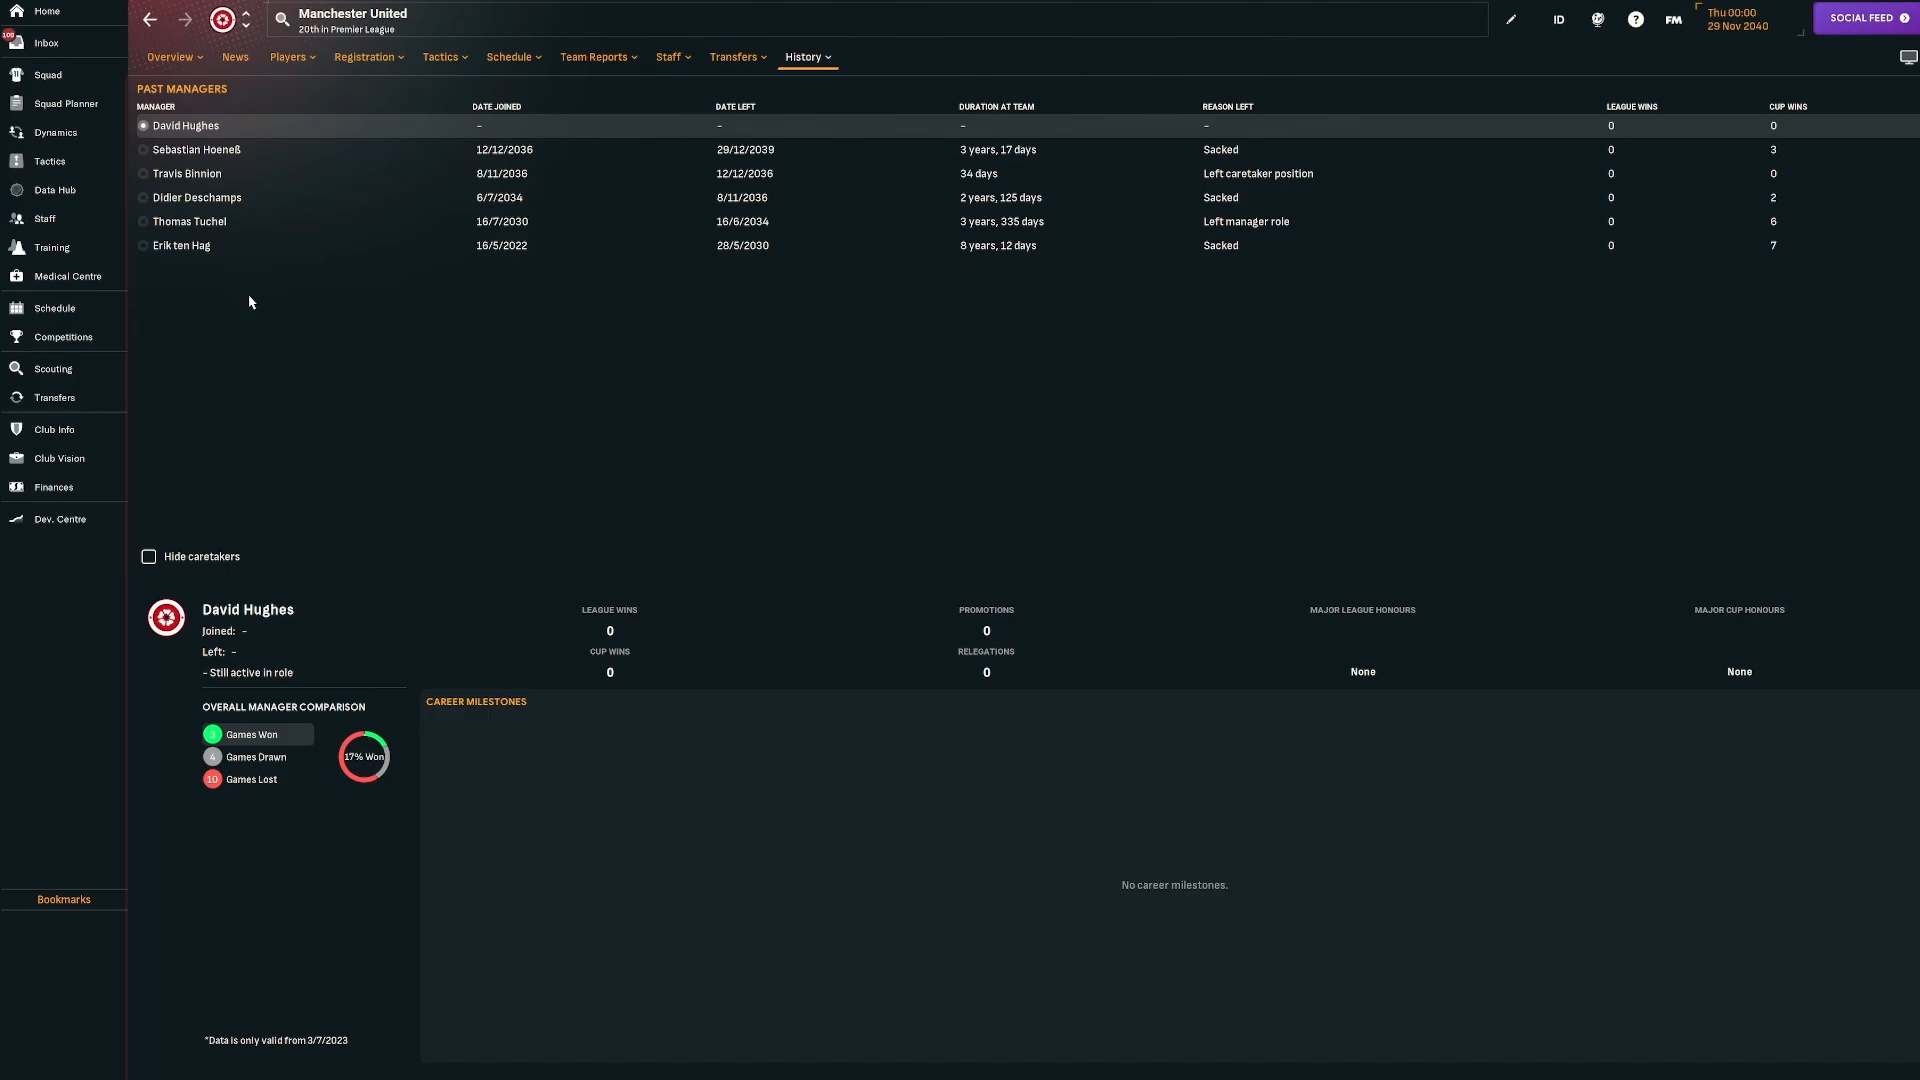 Home
Manchester United
20th in Premier League
ID
?
FM
Thu 00:00
29 Nov 2040
SOCIAL FEED
100
Inbox
Overview News Players Registration Tactics Schedule Team Reports Staff Transfers History
Squad
Squad Planner
Dynamics
Tactics
Data Hub
Staff
Training
Medical Centre
Schedule
Competitions
Scouting
Transfers
Club Info
Club Vision
Finances
Dev. Centre
Bookmarks
PAST MANAGERS
MANAGER DATE JOINED DATE LEFT DURATION AT TEAM REASON LEFT LEAGUE WINS CUP WINS
David Hughes - - - - 0 0
Sebastian Hoeneß 12/12/2036 29/12/2039 3 years, 17 days Sacked 0 3
Travis Binnion 8/11/2036 12/12/2036 34 days Left caretaker position 0 0
Didier Deschamps 6/7/2034 8/11/2036 2 years, 125 days Sacked 0 2
Thomas Tuchel 16/7/2030 16/6/2034 3 years, 335 days Left manager role 0 6
Erik ten Hag 16/5/2022 28/5/2030 8 years, 12 days Sacked 0 7
Hide caretakers
David Hughes
Joined: -
Left: -
- Still active in role
LEAGUE WINS PROMOTIONS MAJOR LEAGUE HONOURS MAJOR CUP HONOURS
0 0
CUP WINS RELEGATIONS
0 0 None None
OVERALL MANAGER COMPARISON
3 Games Won
4 Games Drawn
10 Games Lost
17% Won
CAREER MILESTONES
No career milestones.
*Data is only valid from 3/7/2023